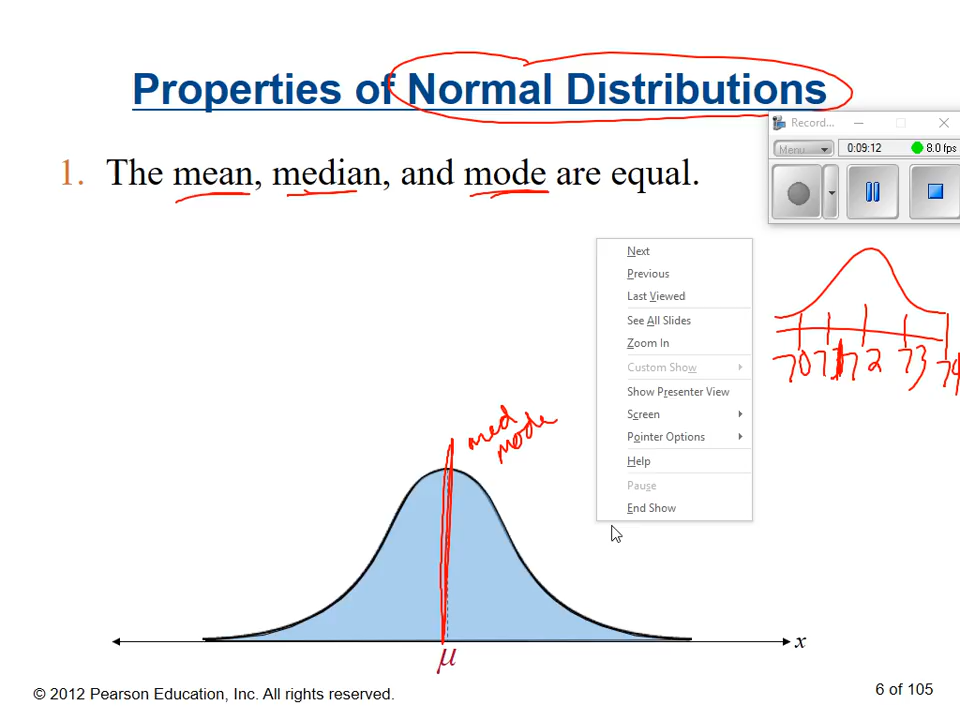 Properties of Normal Distributions
1. The mean, median, and mode are equal.
Record...
Menu
0:09:12
8.0 fps
Next
Previous
Last Viewed
See All Slides
Zoom In
Custom Show
Show Presenter View
Screen
Pointer Options
Help
Pause
End Show
70 71 72 73 74
med
mode
x
μ
© 2012 Pearson Education, Inc. All rights reserved.
6 of 105